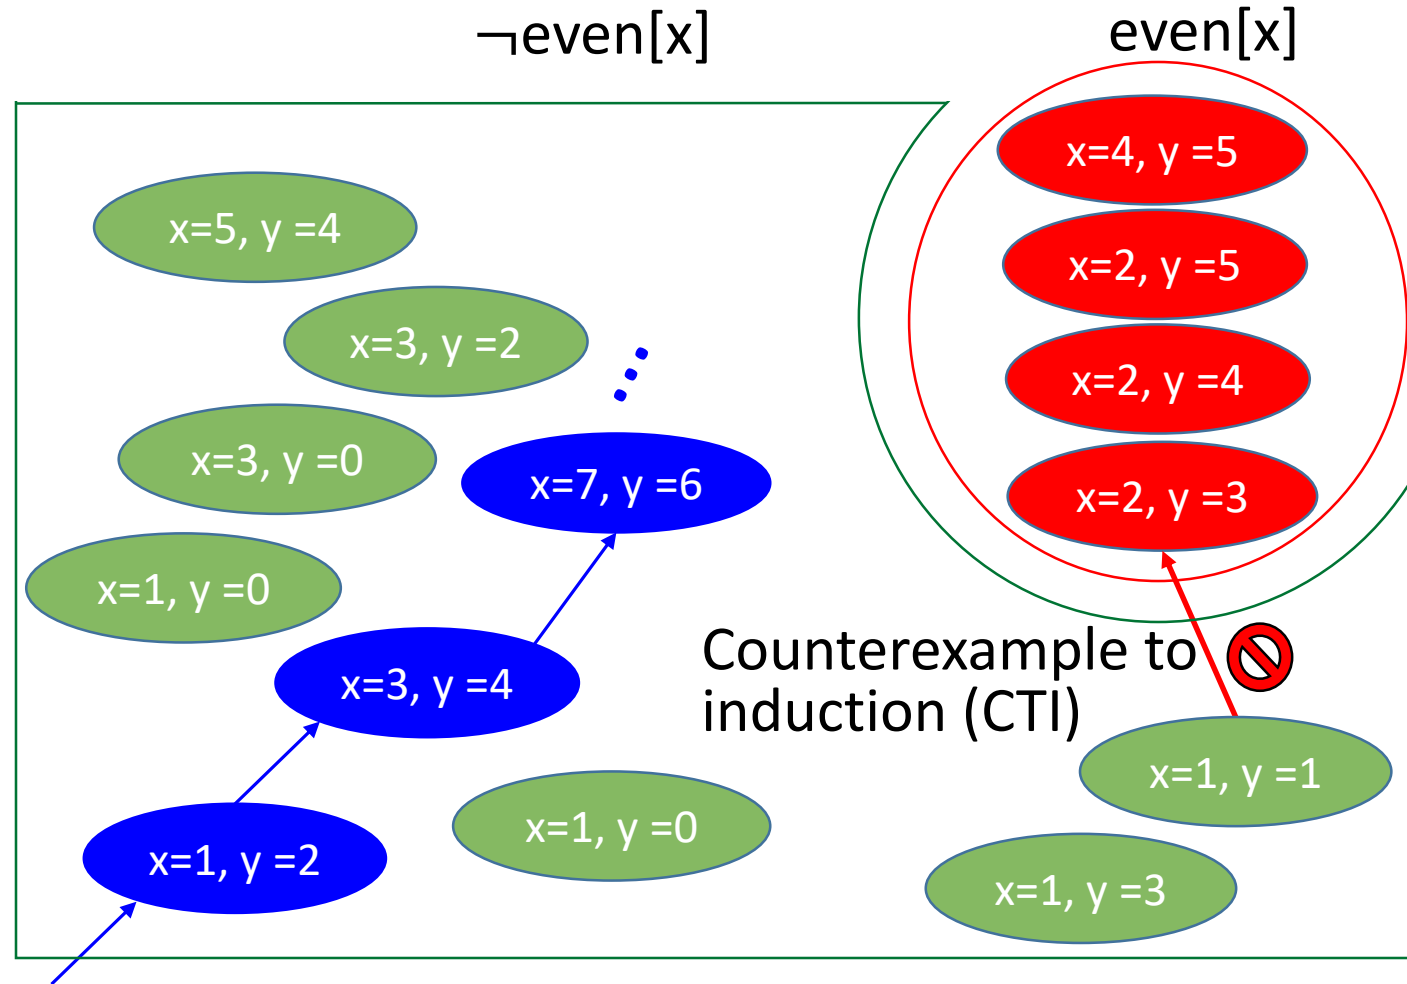 ¬even[x]
even[x]
x=4, y =5
x=5, y =4
x=2, y =5
x=3, y =2
x=2, y =4
x=3, y =0
x=7, y =6
x=2, y =3
x=1, y =0
Counterexample to
induction (CTI)
x=3, y =4
x=1, y =1
x=1, y =0
x=1, y =2
x=1, y =3